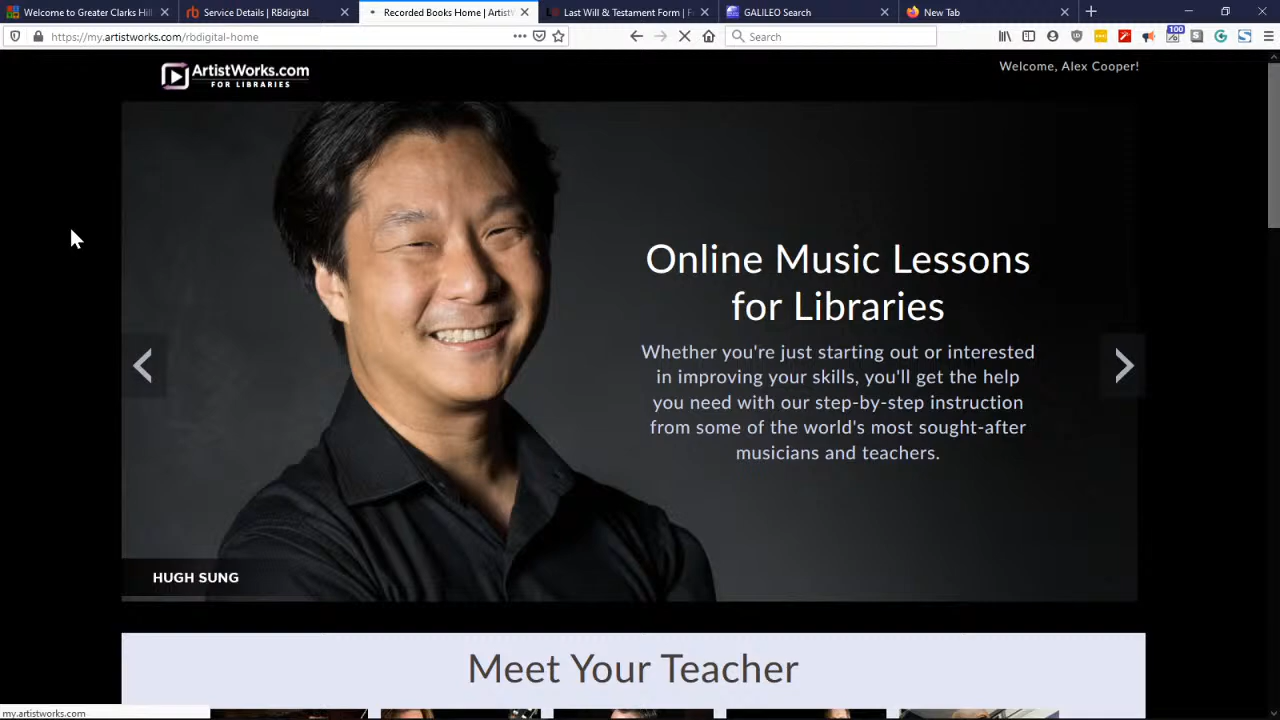 Welcome to Greater Clarks Hill
Service Details | RBdigital
Recorded Books Home | ArtistW
Last Will & Testament Form | F
GALILEO Search
New Tab
https://my.artistworks.com/rbdigital-home
Search
100
ArtistWorks.com
FOR LIBRARIES
Welcome, Alex Cooper!
Online Music Lessons
for Libraries
Whether you're just starting out or interested
in improving your skills, you'll get the help
you need with our step-by-step instruction
from some of the world's most sought-after
musicians and teachers.
HUGH SUNG
Meet Your Teacher
my.artistworks.com